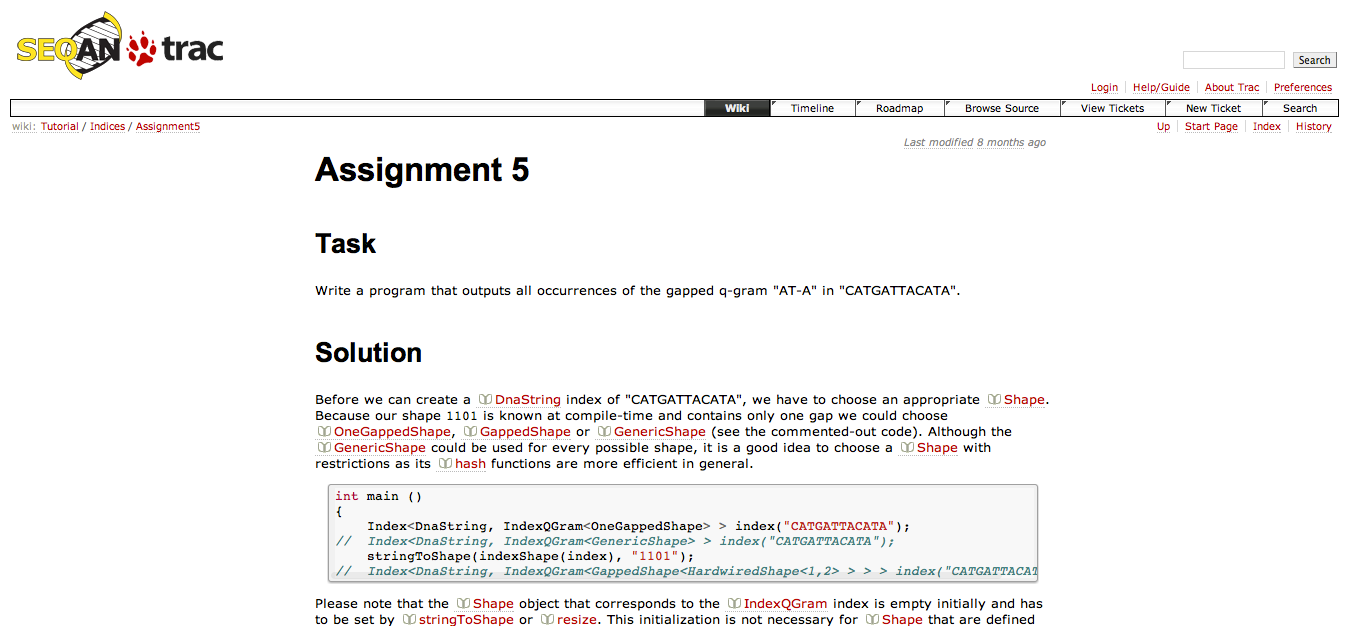 SEQAN trac
Search
Login Help/Guide About Trac Preferences
Wiki Timeline Roadmap Browse Source View Tickets New Ticket Search
wiki: Tutorial / Indices / Assignment5
Up Start Page Index History
Last modified 8 months ago
Assignment 5
Task
Write a program that outputs all occurrences of the gapped q-gram "AT-A" in "CATGATTACATA".
Solution
Before we can create a DnaString index of "CATGATTACATA", we have to choose an appropriate Shape.
Because our shape 1101 is known at compile-time and contains only one gap we could choose
OneGappedShape, GappedShape or GenericShape (see the commented-out code). Although the
GenericShape could be used for every possible shape, it is a good idea to choose a Shape with
restrictions as its hash functions are more efficient in general.
int main ()
{
    Index<DnaString, IndexQGram<OneGappedShape> > index("CATGATTACATA");
//  Index<DnaString, IndexQGram<GenericShape> > index("CATGATTACATA");
    stringToShape(indexShape(index), "1101");
//  Index<DnaString, IndexQGram<GappedShape<HardwiredShape<1,2> > > > index("CATGATTACAT
Please note that the Shape object that corresponds to the IndexQGram index is empty initially and has
to be set by stringToShape or resize. This initialization is not necessary for Shape that are defined